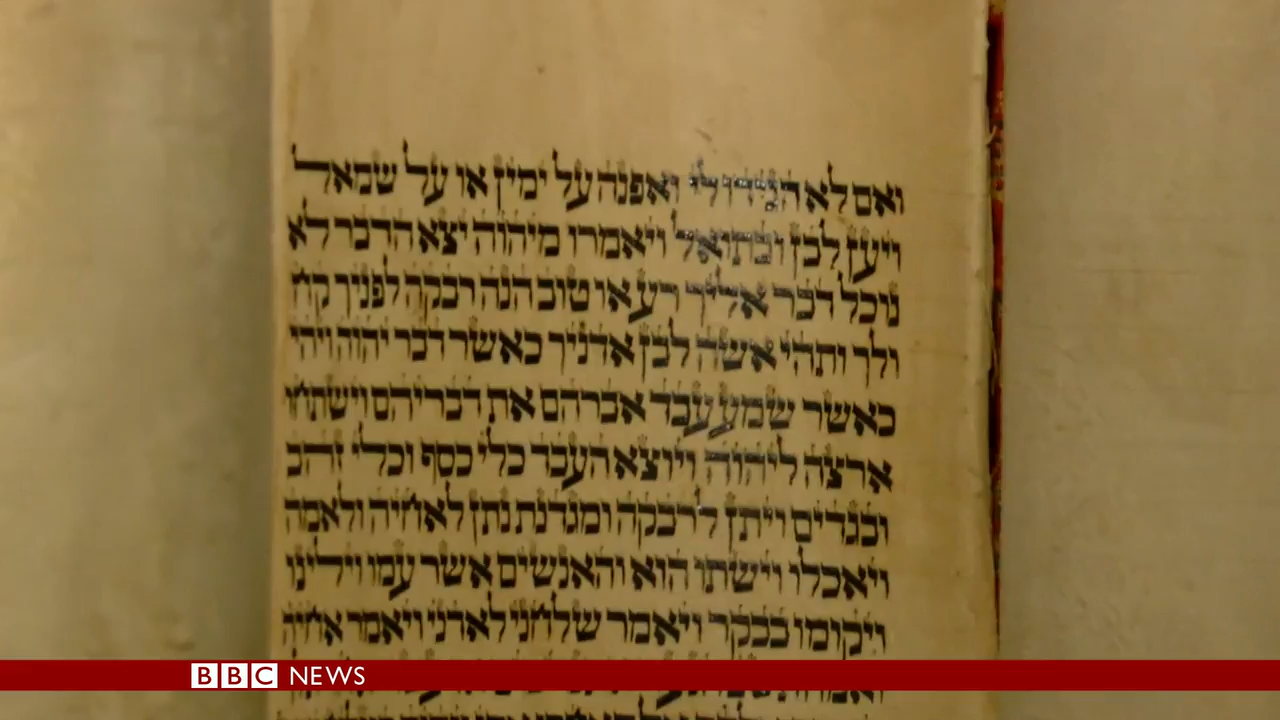 ואם לא הגידו לי ואפנה על ימין או על שמאל
ויען לבן ובתואל ויאמרו מיהוה יצא הדבר לא
נוכל דבר אליך רע או טוב הנה רבקה לפניך קח
ולך ותהי אשה לבן אדניך כאשר דבר יהוה ויהי
כאשר שמע עבד אברהם את דבריהם וישתחו
ארצה ליהוה ויוצא העבד כלי כסף וכלי זהב
ובגדים ויתן לרבקה ומגדנת נתן לאחיה ולאמה
ויאכלו וישתו הוא והאנשים אשר עמו וילינו
ויקומו בבקר ויאמר שלחני לאדני ויאמר אחיה
BBC NEWS